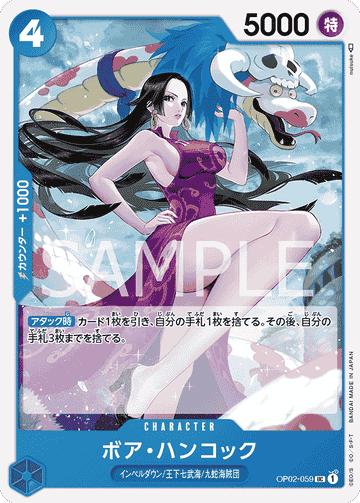 4
5000
特
mutsuke
カウンター +1000
SAMPLE
アタック時 カード1枚を引き、自分の手札1枚を捨てる。その後、自分の
手札3枚までを捨てる。
CHARACTER
ボア・ハンコック
インペルダウン/王下七武海/九蛇海賊団
OP02-059 UC 1
©E.O/S. ©E.O./S.,F,T BANDAI MADE IN JAPAN